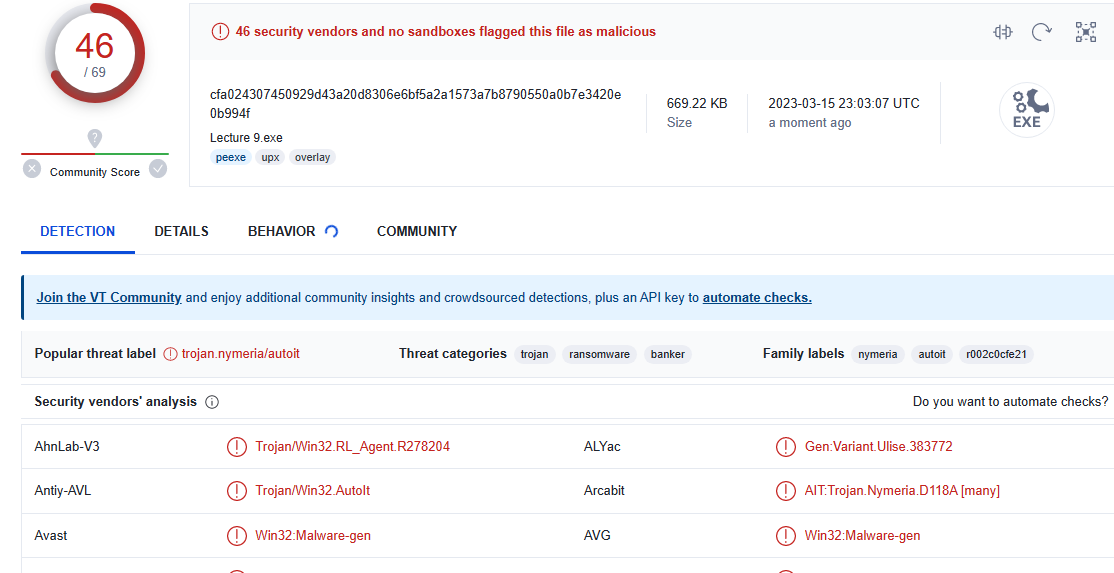 46
/ 69
?
Community Score
46 security vendors and no sandboxes flagged this file as malicious
cfa024307450929d43a20d8306e6bf5a2a1573a7b8790550a0b7e3420e
0b994f
Lecture 9.exe
peexe upx overlay
669.22 KB
Size
2023-03-15 23:03:07 UTC
a moment ago
EXE
DETECTION DETAILS BEHAVIOR COMMUNITY
Join the VT Community and enjoy additional community insights and crowdsourced detections, plus an API key to automate checks.
Popular threat label trojan.nymeria/autoit Threat categories trojan ransomware banker Family labels nymeria autoit r002c0cfe21
Security vendors' analysis Do you want to automate checks?
AhnLab-V3 Trojan/Win32.RL_Agent.R278204 ALYac Gen:Variant.Ulise.383772
Antiy-AVL Trojan/Win32.AutoIt Arcabit AIT:Trojan.Nymeria.D118A [many]
Avast Win32:Malware-gen AVG Win32:Malware-gen